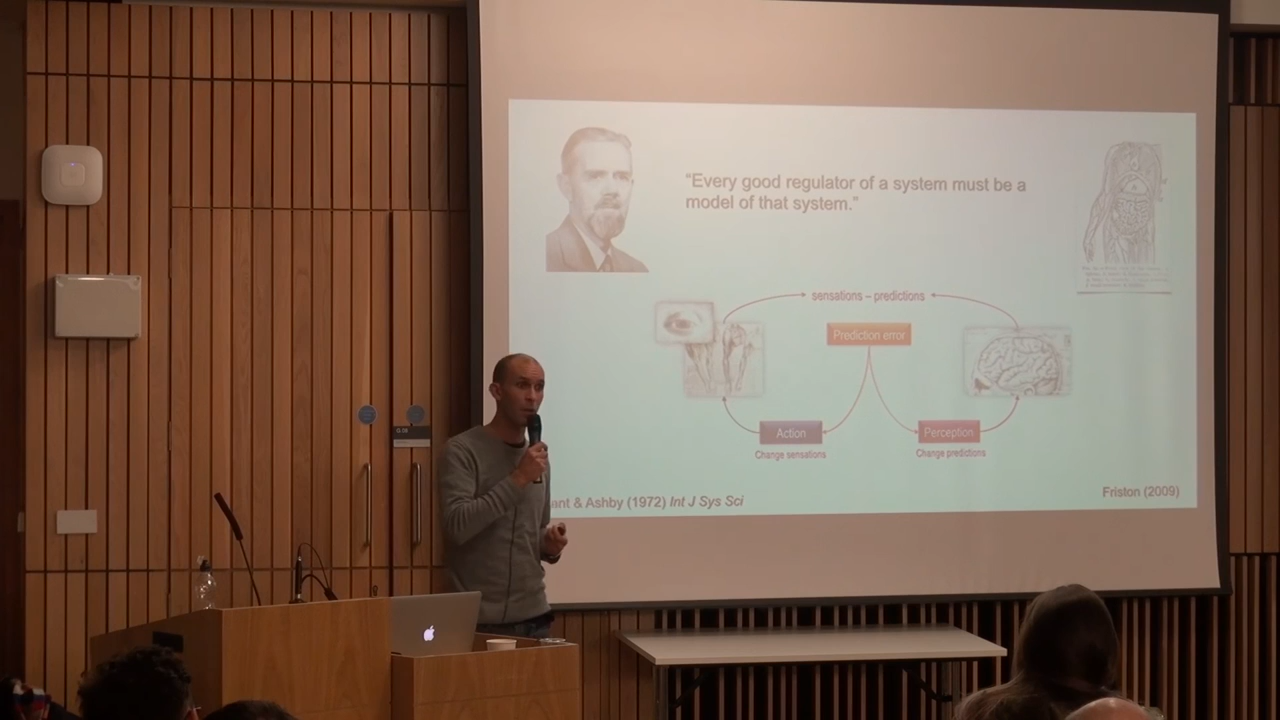 "Every good regulator of a system must be a
model of that system."
sensations – predictions
Prediction error
Action
Perception
Change sensations
Change predictions
ant & Ashby (1972) Int J Sys Sci
Friston (2009)